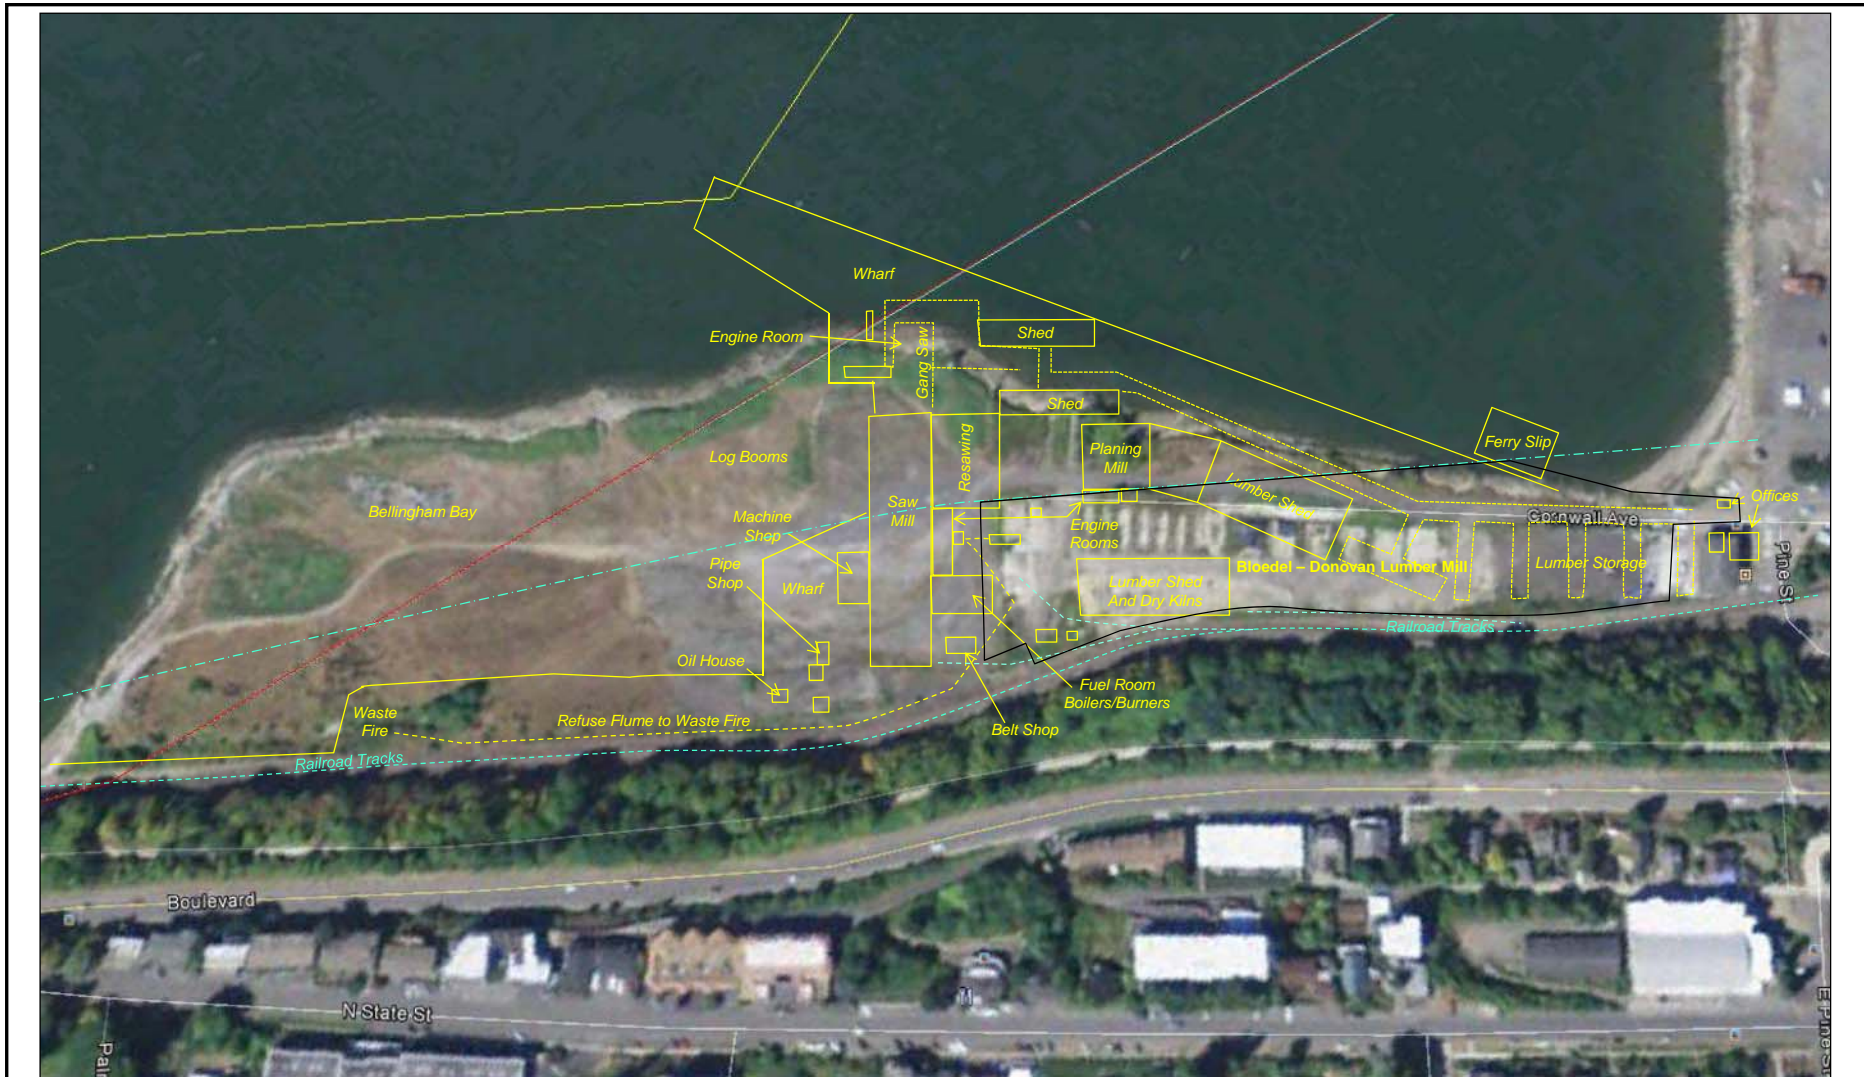 Wharf
Engine Room
Gang Saw
Shed
Shed
Ferry Slip
Log Booms
Resawing
Planing
Mill
Lumber Shed
Bellingham Bay
Machine
Shop
Saw
Mill
Engine
Rooms
Cornwall Ave
Offices
Pipe
Shop
Wharf
Lumber Shed
And Dry Kilns
Bloedel – Donovan Lumber Mill
Lumber Storage
Pine St
Railroad Tracks
Oil House
Fuel Room
Boilers/Burners
Waste
Fire
Refuse Flume to Waste Fire
Belt Shop
Railroad Tracks
Boulevard
N State St
E Pine St